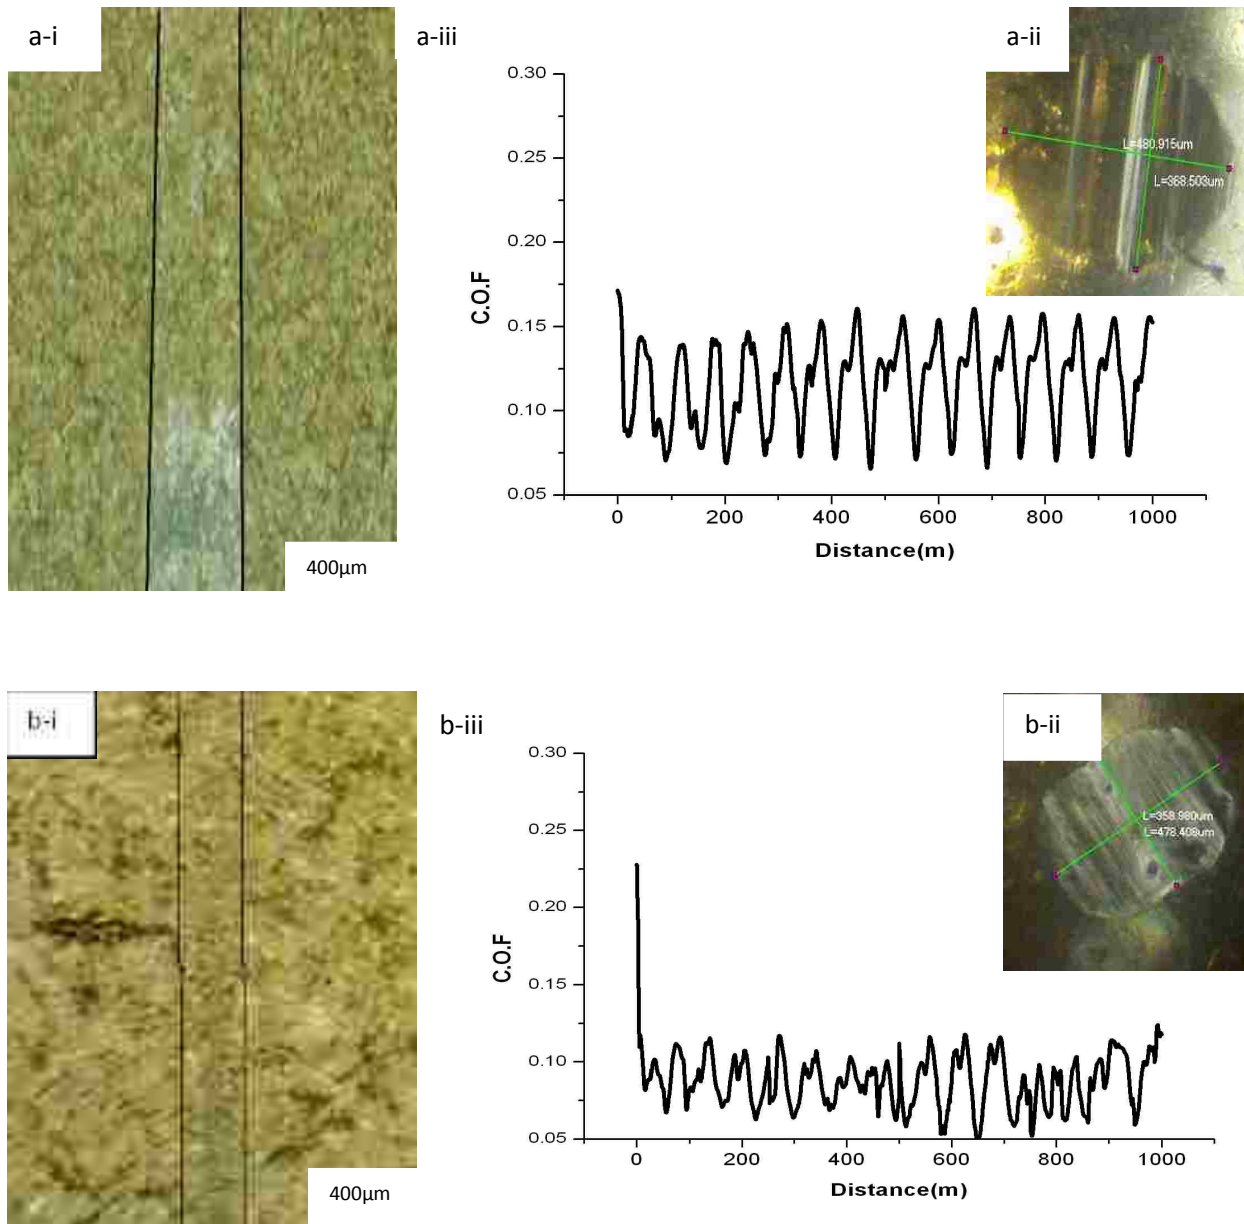 a-i
400µm
a-iii
0.30
0.25
0.20
0.15
0.10
0.05
C.O.F
0 200 400 600 800 1000
Distance(m)
a-ii
L=480.915um
L=368.503um
b-i
400µm
b-iii
0.30
0.25
0.20
0.15
0.10
0.05
C.O.F
0 200 400 600 800 1000
Distance(m)
b-ii
L=358.980um
L=478.408um